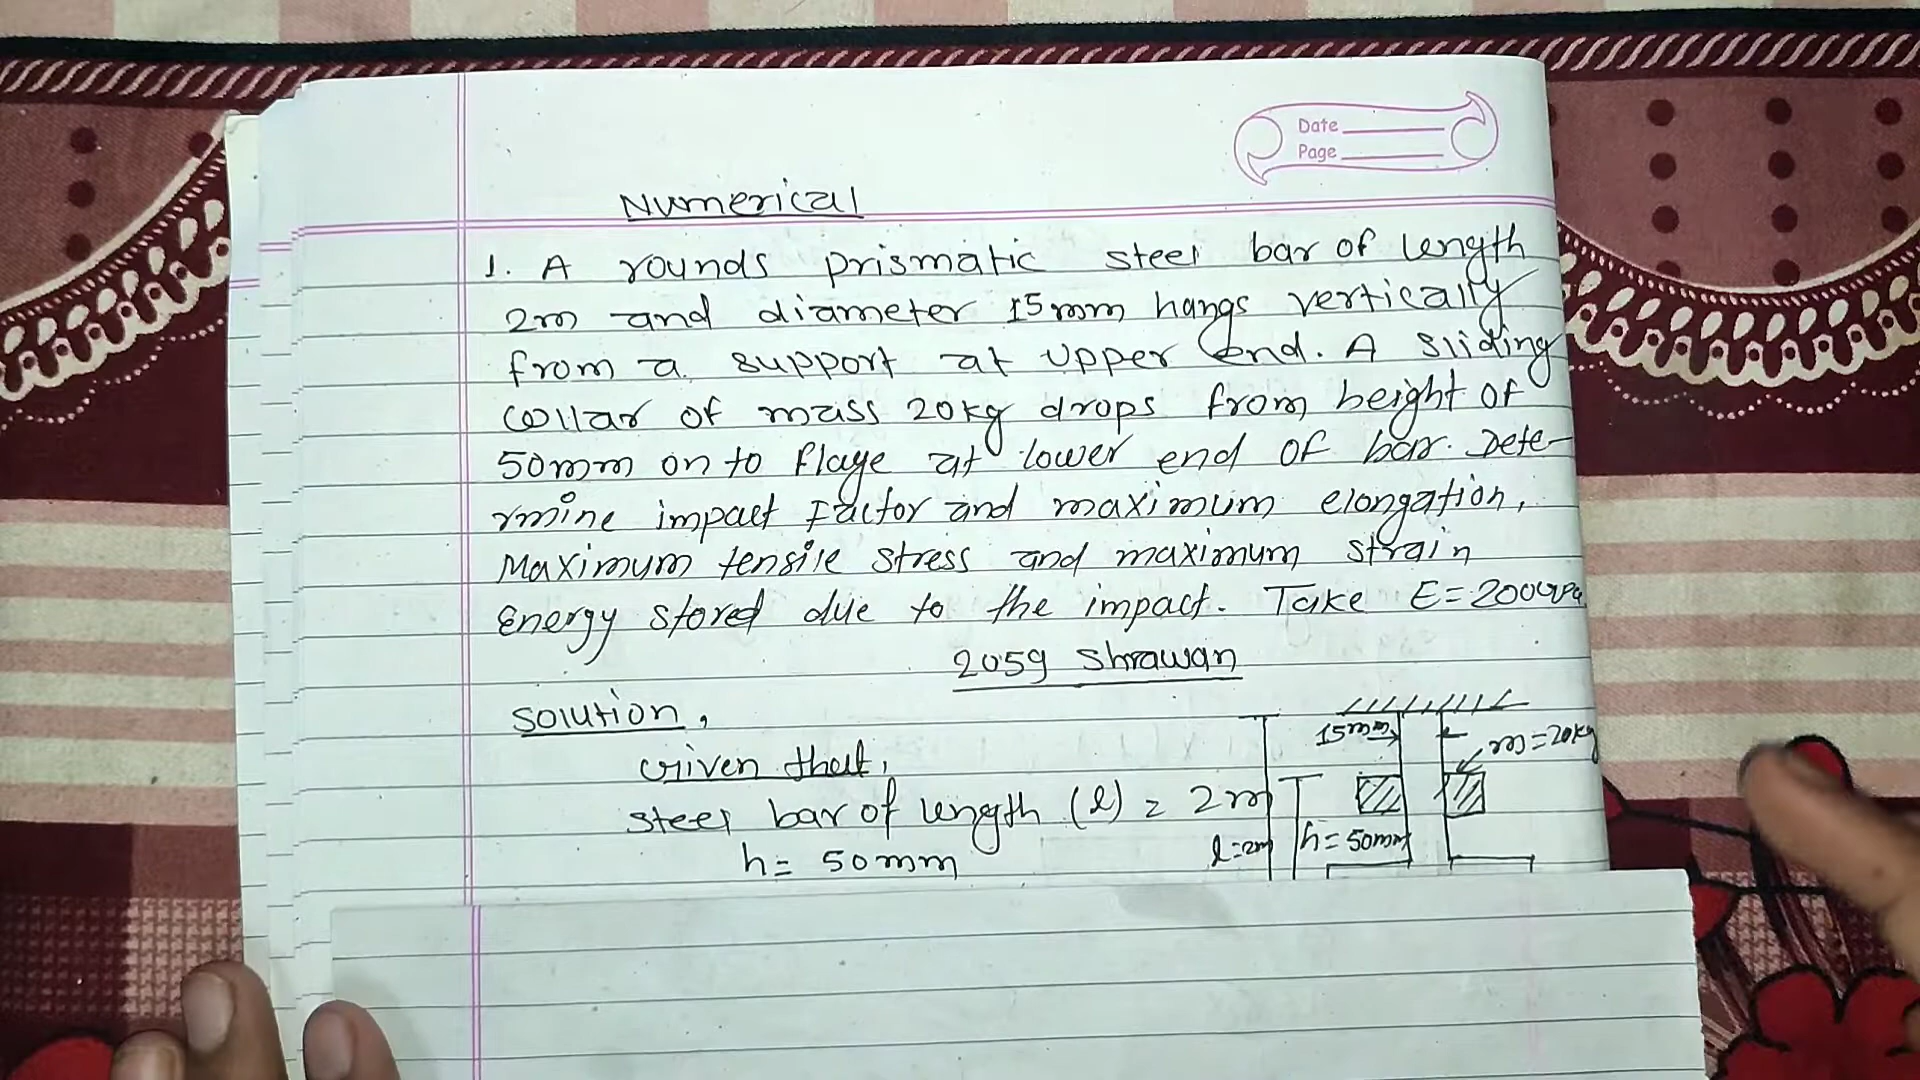 Date
Page
Numerical
1. A rounds prismatic steel bar of length
2m and diameter 15mm hangs vertically
from a support at upper end. A sliding
collar of mass 20kg drops from height of
50mm on to flage at lower end of bar. Dete-
rmine impact Factor and maximum elongation,
Maximum tensile stress and maximum strain
Energy stored due to the impact. Take E=200GPa
2059 Shrawan
Solution,
Given that,
steel bar of length (l) = 2m
h= 50mm
15mm
m=20kg
l=2m
h=50mm